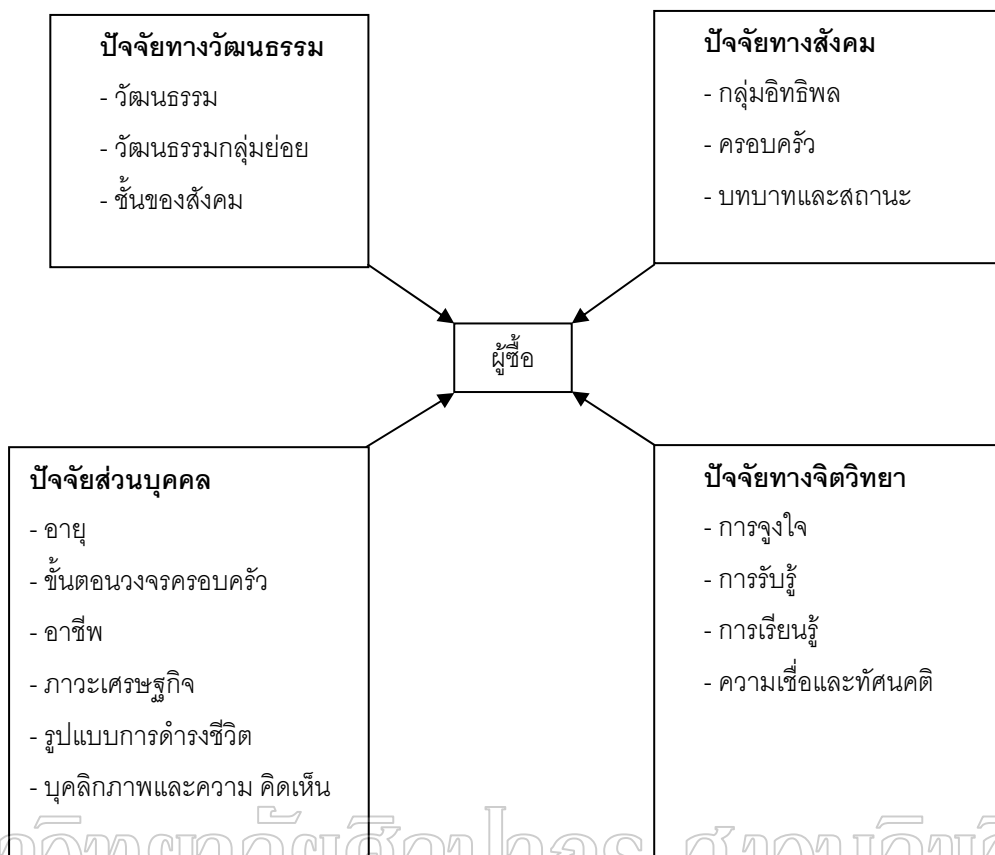 ปัจจัยทางวัฒนธรรม
- วัฒนธรรม
- วัฒนธรรมกลุ่มย่อย
- ชั้นของสังคม
ปัจจัยทางสังคม
- กลุ่มอิทธิพล
- ครอบครัว
- บทบาทและสถานะ
ผู้ซื้อ
ปัจจัยส่วนบุคคล
- อายุ
- ขั้นตอนวงจรครอบครัว
- อาชีพ
- ภาวะเศรษฐกิจ
- รูปแบบการดำรงชีวิต
- บุคลิกภาพและความ คิดเห็น
ปัจจัยทางจิตวิทยา
- การจูงใจ
- การรับรู้
- การเรียนรู้
- ความเชื่อและทัศนคติ